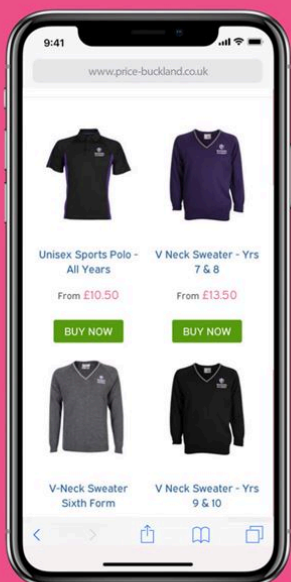 9:41
www.price-buckland.co.uk
Unisex Sports Polo -
All Years
From £10.50
BUY NOW
V Neck Sweater - Yrs
7 & 8
From £13.50
BUY NOW
V-Neck Sweater
Sixth Form
V Neck Sweater - Yrs
9 & 10